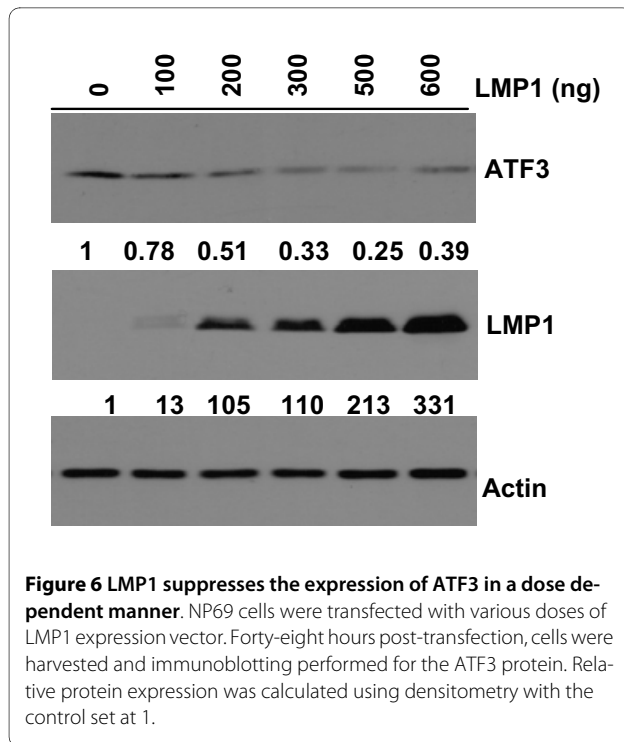 0 100 200 300 500 600 LMP1 (ng)
ATF3
1 0.78 0.51 0.33 0.25 0.39
LMP1
1 13 105 110 213 331
Actin
Figure 6 LMP1 suppresses the expression of ATF3 in a dose de-
pendent manner. NP69 cells were transfected with various doses of
LMP1 expression vector. Forty-eight hours post-transfection, cells were
harvested and immunoblotting performed for the ATF3 protein. Rela-
tive protein expression was calculated using densitometry with the
control set at 1.